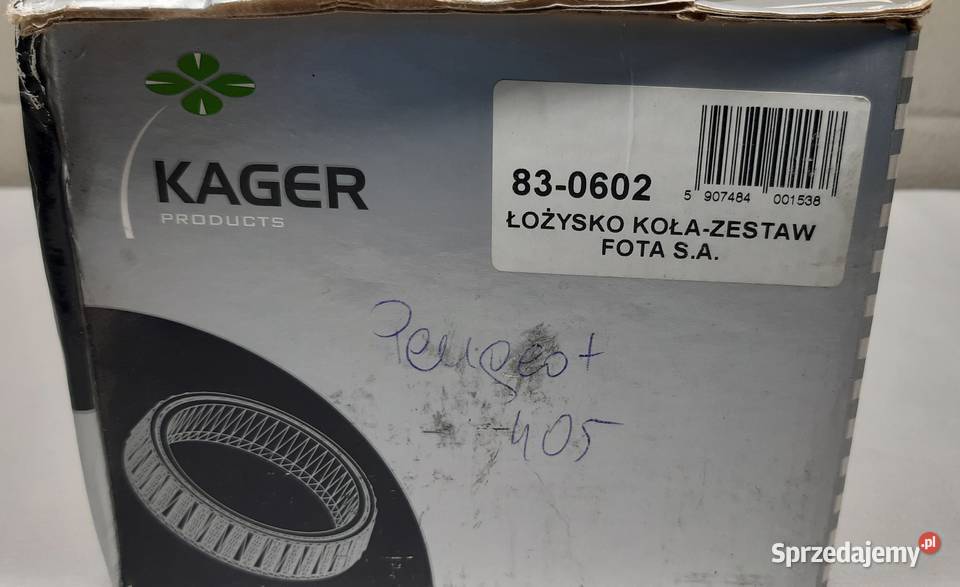 KAGER
PRODUCTS
83-0602
5 907484 001538
ŁOŻYSKO KOŁA-ZESTAW
FOTA S.A.
Peugeot
405
Sprzedajemy.pl